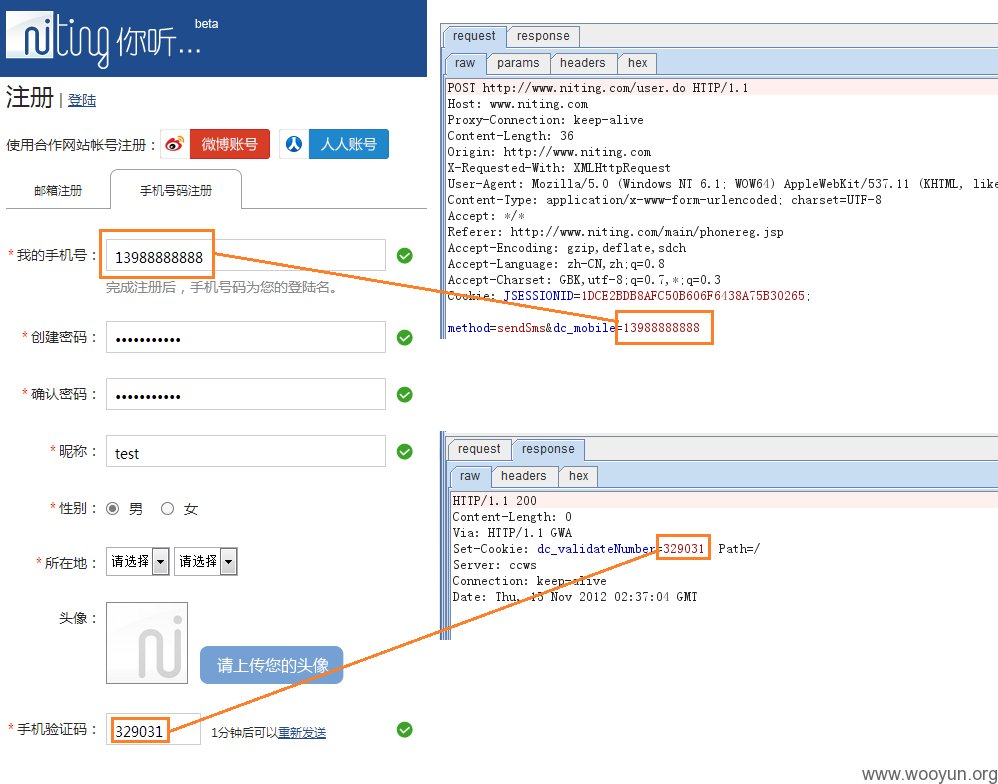 niting 你听... beta
注册 | 登陆
使用合作网站帐号注册： 微博账号 人人账号
邮箱注册 手机号码注册
*我的手机号： 13988888888
完成注册后，手机号码为您的登陆名。
*创建密码： •••••••••••
*确认密码： •••••••••••
*昵称： test
*性别： 男 女
*所在地： 请选择 请选择
头像： ni
请上传您的头像
*手机验证码： 329031 1分钟后可以重新发送
request response
raw params headers hex
POST http://www.niting.com/user.do HTTP/1.1
Host: www.niting.com
Proxy-Connection: keep-alive
Content-Length: 36
Origin: http://www.niting.com
X-Requested-With: XMLHttpRequest
User-Agent: Mozilla/5.0 (Windows NT 6.1; WOW64) AppleWebKit/537.11 (KHTML, like
Content-Type: application/x-www-form-urlencoded; charset=UTF-8
Accept: */*
Referer: http://www.niting.com/main/phonereg.jsp
Accept-Encoding: gzip,deflate,sdch
Accept-Language: zh-CN,zh;q=0.8
Accept-Charset: GBK,utf-8;q=0.7,*;q=0.3
Cookie: JSESSIONID=1DCE2BDB8AFC50B606F6438A75B30265;
method=sendSms&dc_mobile=13988888888
request response
raw headers hex
HTTP/1.1 200
Content-Length: 0
Via: HTTP/1.1 GWA
Set-Cookie: dc_validateNumber=329031 Path=/
Server: ccws
Connection: keep-alive
Date: Thu, 15 Nov 2012 02:37:04 GMT
www.wooyun.org